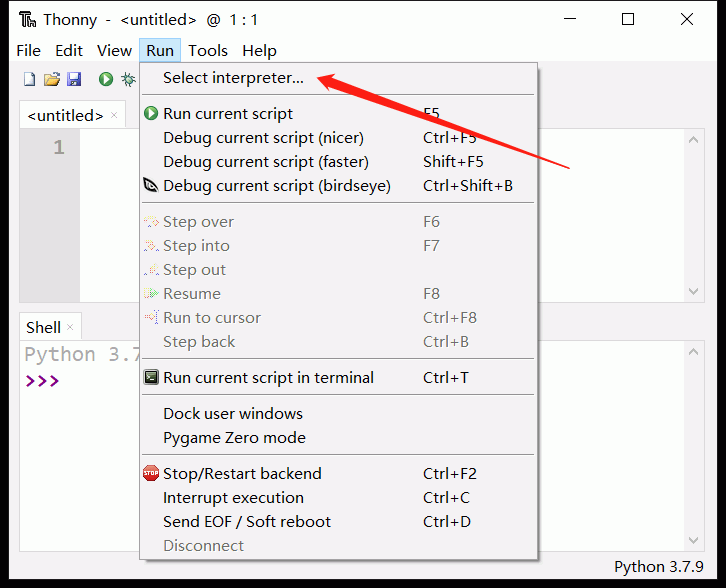 Thonny - <untitled> @ 1 : 1
File Edit View Run Tools Help
Select interpreter...
<untitled> ×
1
Run current script F5
Debug current script (nicer) Ctrl+F5
Debug current script (faster) Shift+F5
Debug current script (birdseye) Ctrl+Shift+B
Step over F6
Step into F7
Step out
Resume F8
Run to cursor Ctrl+F8
Step back Ctrl+B
Shell ×
Python 3.7
>>>
Run current script in terminal Ctrl+T
Dock user windows
Pygame Zero mode
STOP Stop/Restart backend Ctrl+F2
Interrupt execution Ctrl+C
Send EOF / Soft reboot Ctrl+D
Disconnect
Python 3.7.9